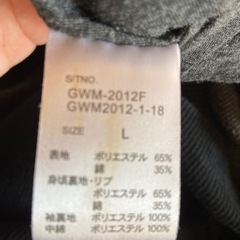 S/TNO.
GWM-2012F
GWM2012-1-18
SIZE L
表地 ポリエステル 65%
綿 35%
身頃裏地・リブ
ポリエステル 65%
綿 35%
袖裏地 ポリエステル 100%
中綿 ポリエステル 100%